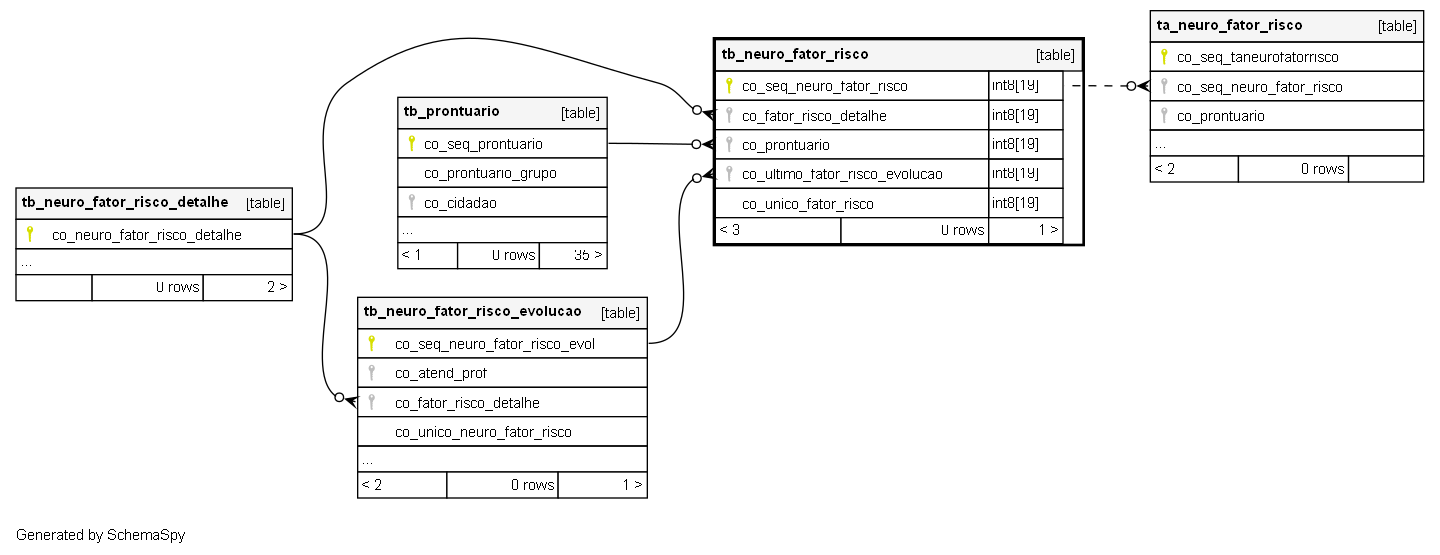 tb_neuro_fator_risco_detalhe [table]
co_neuro_fator_risco_detalhe
...
0 rows 2 >
tb_prontuario [table]
co_seq_prontuario
co_prontuario_grupo
co_cidadao
...
< 1 0 rows 36 >
tb_neuro_fator_risco_evolucao [table]
co_seq_neuro_fator_risco_evol
co_atend_prof
co_fator_risco_detalhe
co_unico_neuro_fator_risco
...
< 2 0 rows 1 >
tb_neuro_fator_risco [table]
co_seq_neuro_fator_risco int8[19]
co_fator_risco_detalhe int8[19]
co_prontuario int8[19]
co_ultimo_fator_risco_evolucao int8[19]
co_unico_fator_risco int8[19]
< 3 0 rows 1 >
ta_neuro_fator_risco [table]
co_seq_taneurofatorrisco
co_seq_neuro_fator_risco
co_prontuario
...
< 2 0 rows
Generated by SchemaSpy